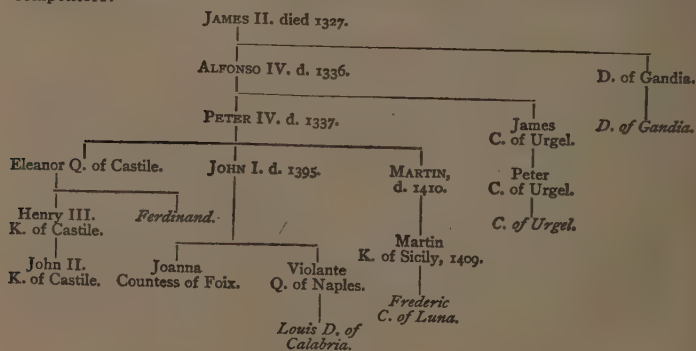 JAMES II. died 1327.
ALFONSO IV. d. 1336.
D. of Gandia.
PETER IV. d. 1337.
James
C. of Urgel.
D. of Gandia.
Eleanor Q. of Castile.
JOHN I. d. 1395.
MARTIN,
d. 1410.
Peter
C. of Urgel.
Henry III.
K. of Castile.
Ferdinand.
C. of Urgel.
John II.
K. of Castile.
Joanna
Countess of Foix.
Violante
Q. of Naples.
Martin
K. of Sicily, 1409.
Louis D. of
Calabria.
Frederic
C. of Luna.